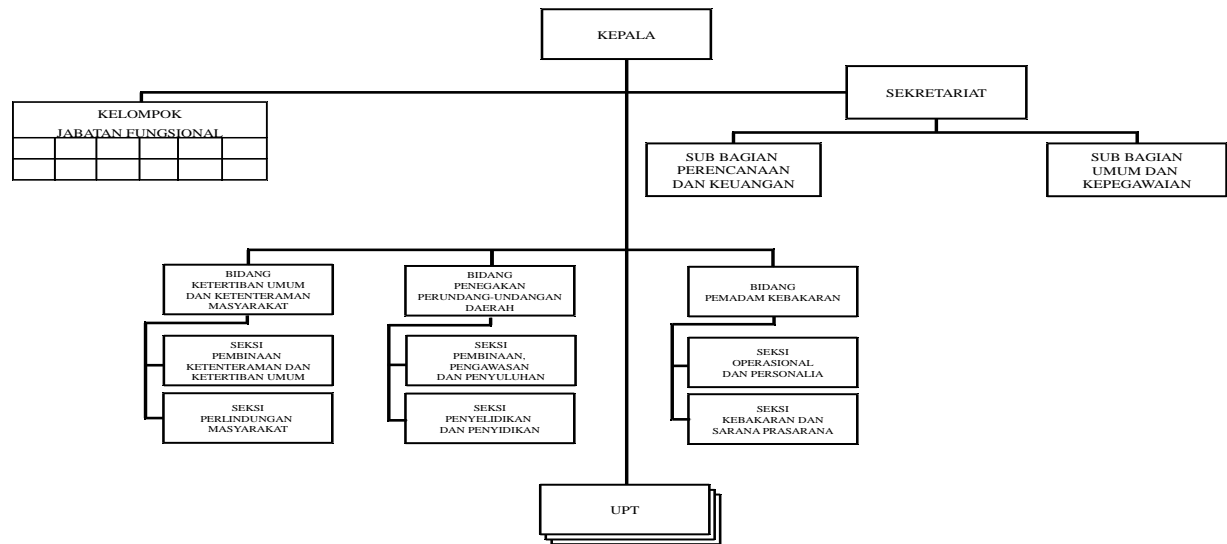 KEPALA
SEKRETARIAT
KELOMPOK
JABATAN FUNGSIONAL
SUB BAGIAN
PERENCANAAN
DAN KEUANGAN
SUB BAGIAN
UMUM DAN
KEPEGAWAIAN
BIDANG
KETERTIBAN UMUM
DAN KETENTERAMAN
MASYARAKAT
SEKSI
PEMBINAAN
KETENTERAMAN DAN
KETERTIBAN UMUM
SEKSI
PERLINDUNGAN
MASYARAKAT
BIDANG
PENEGAKAN
PERUNDANG-UNDANGAN
DAERAH
SEKSI
PEMBINAAN,
PENGAWASAN
DAN PENYULUHAN
SEKSI
PENYELIDIKAN
DAN PENYIDIKAN
BIDANG
PEMADAM KEBAKARAN
SEKSI
OPERASIONAL
DAN PERSONALIA
SEKSI
KEBAKARAN DAN
SARANA PRASARANA
UPT